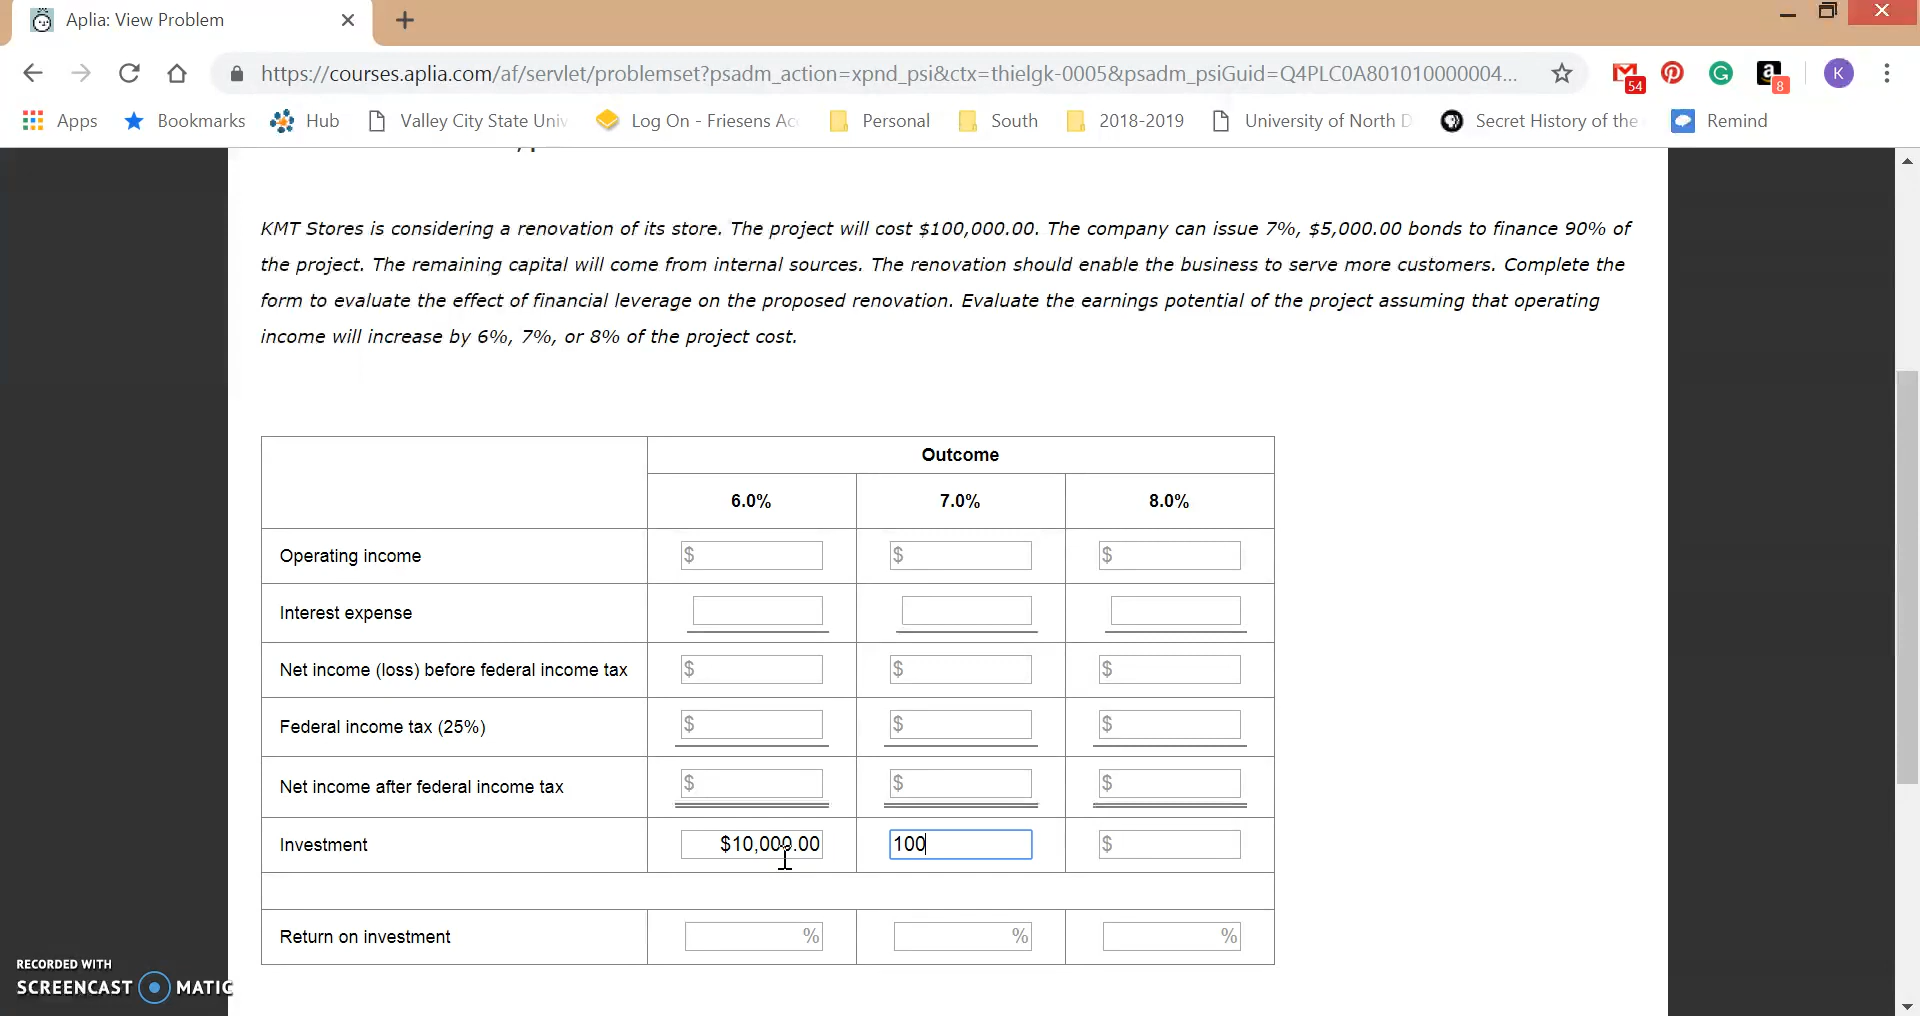 Aplia: View Problem
https://courses.aplia.com/af/servlet/problemset?psadm_action=xpnd_psi&ctx=thielgk-0005&psadm_psiGuid=Q4PLC0A801010000004...
54
8
K
Apps Bookmarks Hub Valley City State Univ Log On - Friesens Ac Personal South 2018-2019 University of North D Secret History of the Remind
KMT Stores is considering a renovation of its store. The project will cost $100,000.00. The company can issue 7%, $5,000.00 bonds to finance 90% of
the project. The remaining capital will come from internal sources. The renovation should enable the business to serve more customers. Complete the
form to evaluate the effect of financial leverage on the proposed renovation. Evaluate the earnings potential of the project assuming that operating
income will increase by 6%, 7%, or 8% of the project cost.
Outcome
6.0% 7.0% 8.0%
Operating income $ $ $
Interest expense
Net income (loss) before federal income tax $ $ $
Federal income tax (25%) $ $ $
Net income after federal income tax $ $ $
Investment $10,000.00 100 $
Return on investment % % %
RECORDED WITH
SCREENCAST MATIC